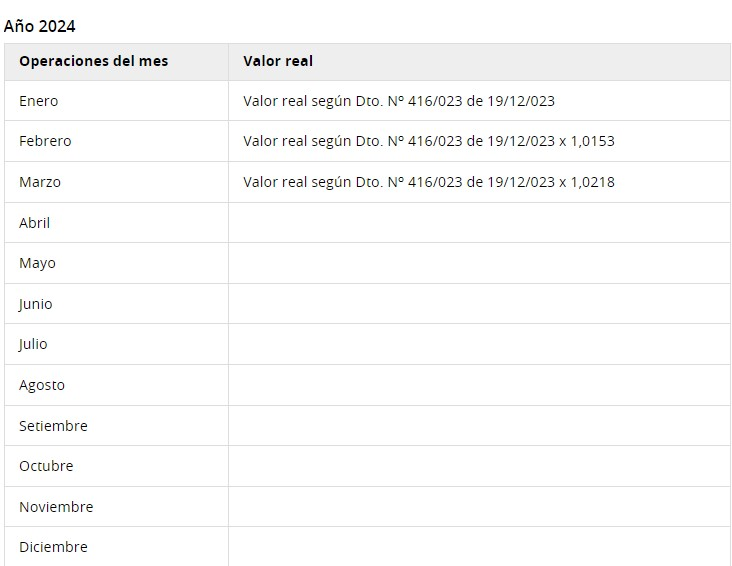 Año 2024
Operaciones del mes Valor real
Enero Valor real según Dto. Nº 416/023 de 19/12/023
Febrero Valor real según Dto. Nº 416/023 de 19/12/023 x 1,0153
Marzo Valor real según Dto. Nº 416/023 de 19/12/023 x 1,0218
Abril
Mayo
Junio
Julio
Agosto
Setiembre
Octubre
Noviembre
Diciembre